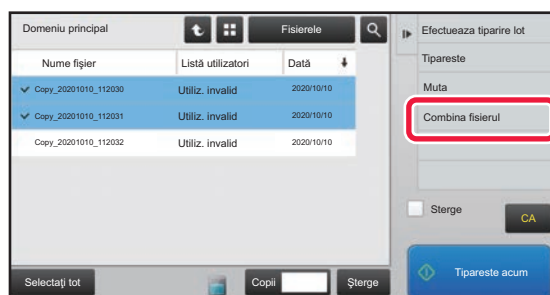 Domeniu principal
Fisierele
Nume fişier
Listă utilizatori
Dată
Copy_20201010_112030
Utiliz. invalid
2020/10/10
Copy_20201010_112031
Utiliz. invalid
2020/10/10
Copy_20201010_112032
Utiliz. invalid
2020/10/10
Selectaţi tot
Copii
Şterge
Efectueaza tiparire lot
Tipareste
Muta
Combina fisierul
Sterge
CA
Tipareste acum